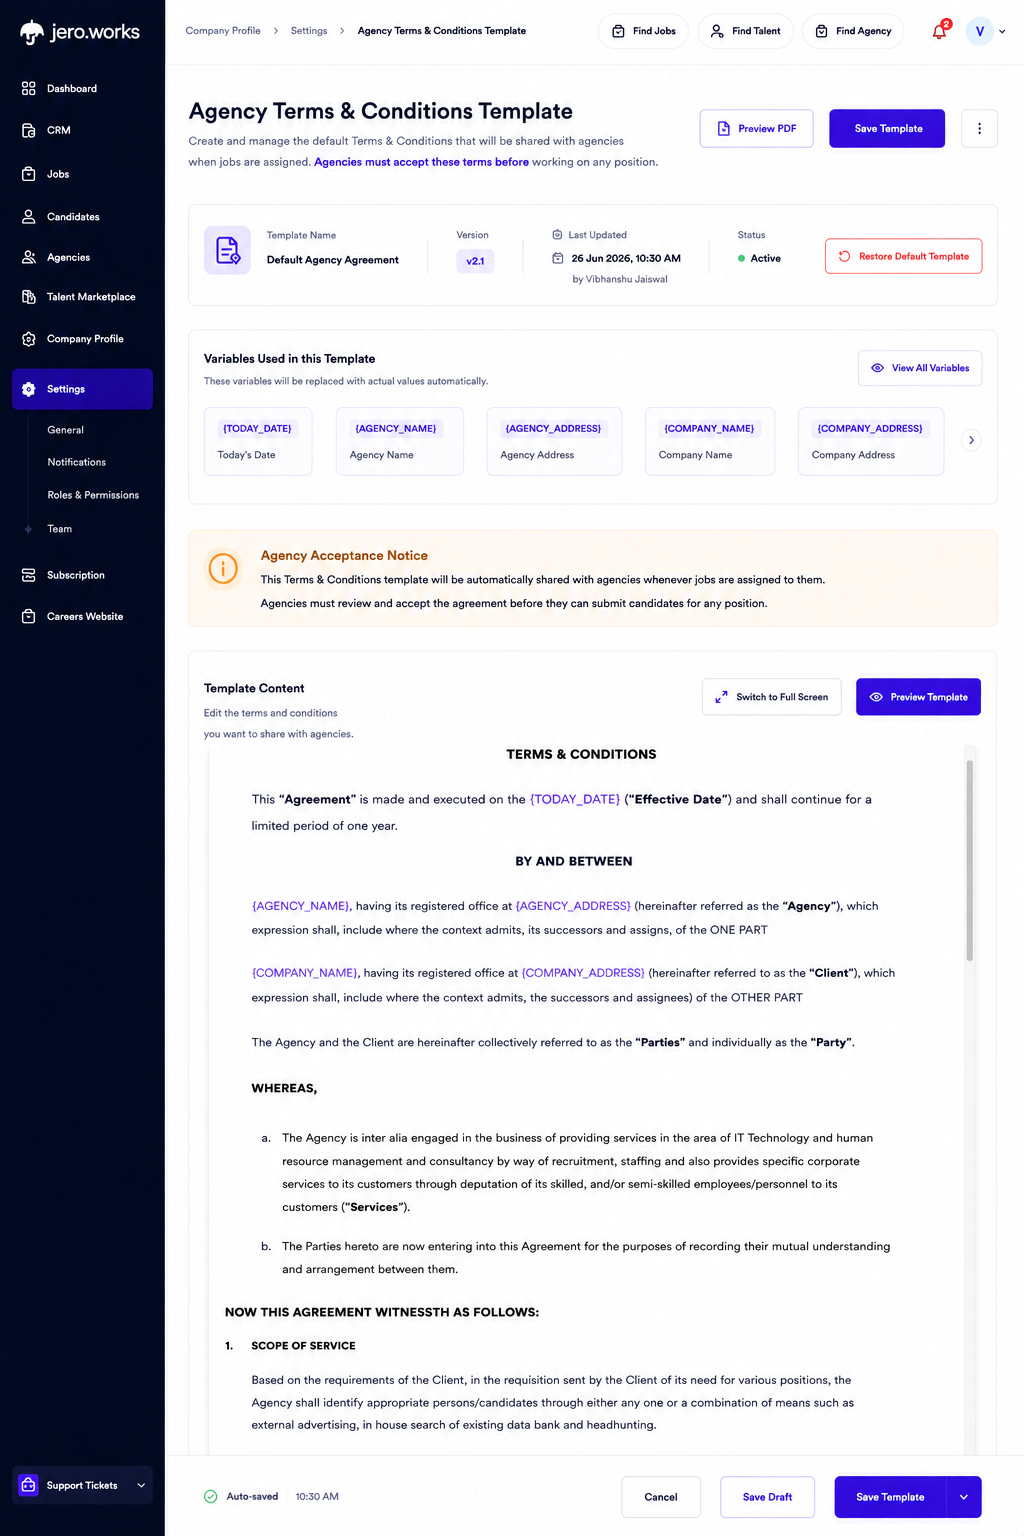 jero.works
Company Profile > Settings > Agency Terms & Conditions Template
Find Jobs
Find Talent
Find Agency
2
V
Dashboard
CRM
Jobs
Candidates
Agencies
Talent Marketplace
Company Profile
Settings
General
Notifications
Roles & Permissions
Team
Subscription
Careers Website
Support Tickets
Agency Terms & Conditions Template
Create and manage the default Terms & Conditions that will be shared with agencies
when jobs are assigned. Agencies must accept these terms before working on any position.
Preview PDF
Save Template
Template Name
Default Agency Agreement
Version
v2.1
Last Updated
26 Jun 2026, 10:30 AM
by Vibhanshu Jaiswal
Status
Active
Restore Default Template
Variables Used in this Template
These variables will be replaced with actual values automatically.
View All Variables
{TODAY_DATE}
Today's Date
{AGENCY_NAME}
Agency Name
{AGENCY_ADDRESS}
Agency Address
{COMPANY_NAME}
Company Name
{COMPANY_ADDRESS}
Company Address
Agency Acceptance Notice
This Terms & Conditions template will be automatically shared with agencies whenever jobs are assigned to them.
Agencies must review and accept the agreement before they can submit candidates for any position.
Template Content
Edit the terms and conditions
you want to share with agencies.
Switch to Full Screen
Preview Template
TERMS & CONDITIONS
This “Agreement” is made and executed on the {TODAY_DATE} (“Effective Date”) and shall continue for a
limited period of one year.
BY AND BETWEEN
{AGENCY_NAME}, having its registered office at {AGENCY_ADDRESS} (hereinafter referred as the “Agency”), which
expression shall, include where the context admits, its successors and assigns, of the ONE PART
{COMPANY_NAME}, having its registered office at {COMPANY_ADDRESS} (hereinafter referred to as the “Client”), which
expression shall, include where the context admits, the successors and assignees) of the OTHER PART
The Agency and the Client are hereinafter collectively referred to as the “Parties” and individually as the “Party”.
WHEREAS,
a. The Agency is inter alia engaged in the business of providing services in the area of IT Technology and human
resource management and consultancy by way of recruitment, staffing and also provides specific corporate
services to its customers through deputation of its skilled, and/or semi-skilled employees/personnel to its
customers (“Services”).
b. The Parties hereto are now entering into this Agreement for the purposes of recording their mutual understanding
and arrangement between them.
NOW THIS AGREEMENT WITNESSTH AS FOLLOWS:
1. SCOPE OF SERVICE
Based on the requirements of the Client, in the requisition sent by the Client of its need for various positions, the
Agency shall identify appropriate persons/candidates through either any one or a combination of means such as
external advertising, in house search of existing data bank and headhunting.
Auto-saved 10:30 AM
Cancel
Save Draft
Save Template